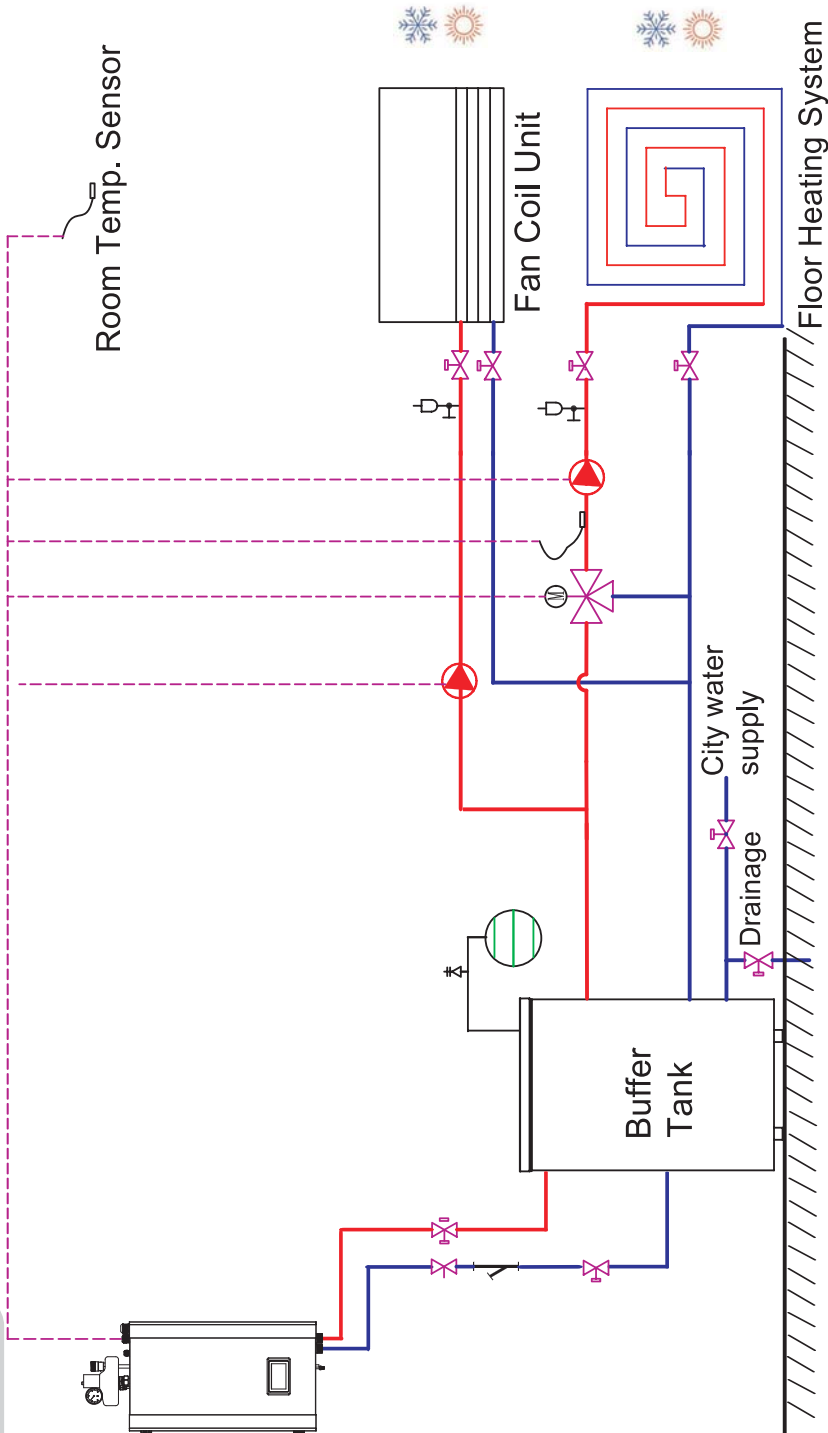 Room Temp. Sensor
Fan Coil Unit
Floor Heating System
M
City water
supply
Drainage
Buffer
Tank